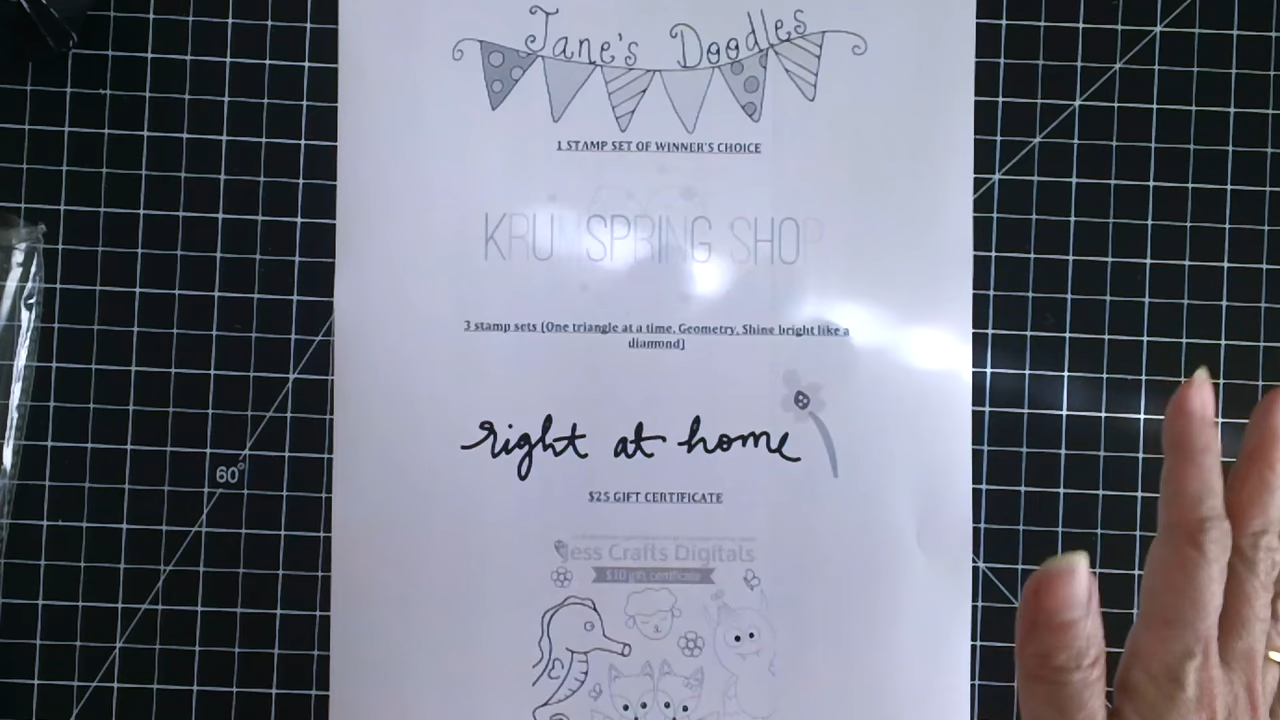 Jane's Doodles
1 STAMP SET OF WINNER'S CHOICE
SPRING SHOP
3 stamp sets (One triangle at a time, Geometry, Shine bright like a
diamond)
right at home
$25 GIFT CERTIFICATE
Jess Crafts Digitals
$10 gift certificate
60°